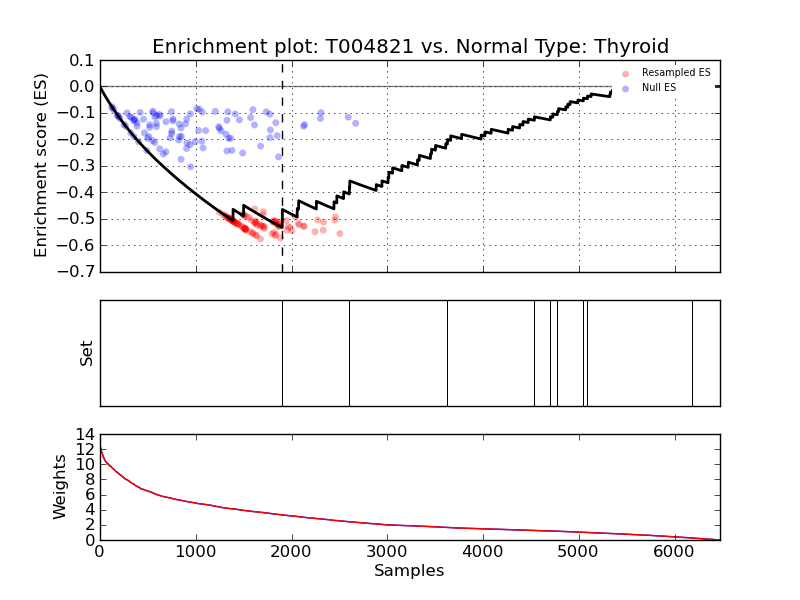 Enrichment plot: T004821 vs. Normal Type: Thyroid
Enrichment score (ES)
0.1
0.0
−0.1
−0.2
−0.3
−0.4
−0.5
−0.6
−0.7
Resampled ES
Null ES
Set
Weights
14
12
10
8
6
4
2
0
0 1000 2000 3000 4000 5000 6000
Samples